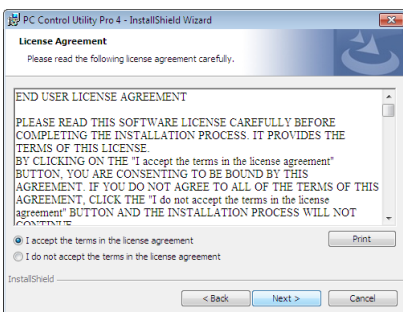 PC Control Utility Pro 4 - InstallShield Wizard
License Agreement
Please read the following license agreement carefully.
END USER LICENSE AGREEMENT
PLEASE READ THIS SOFTWARE LICENSE CAREFULLY BEFORE
COMPLETING THE INSTALLATION PROCESS. IT PROVIDES THE
TERMS OF THIS LICENSE.
BY CLICKING ON THE "I accept the terms in the license agreement"
BUTTON, YOU ARE CONSENTING TO BE BOUND BY THIS
AGREEMENT. IF YOU DO NOT AGREE TO ALL OF THE TERMS OF THIS
AGREEMENT, CLICK THE "I do not accept the terms in the license
agreement" BUTTON AND THE INSTALLATION PROCESS WILL NOT
CONTINUE
I accept the terms in the license agreement
Print
I do not accept the terms in the license agreement
InstallShield
< Back
Next >
Cancel